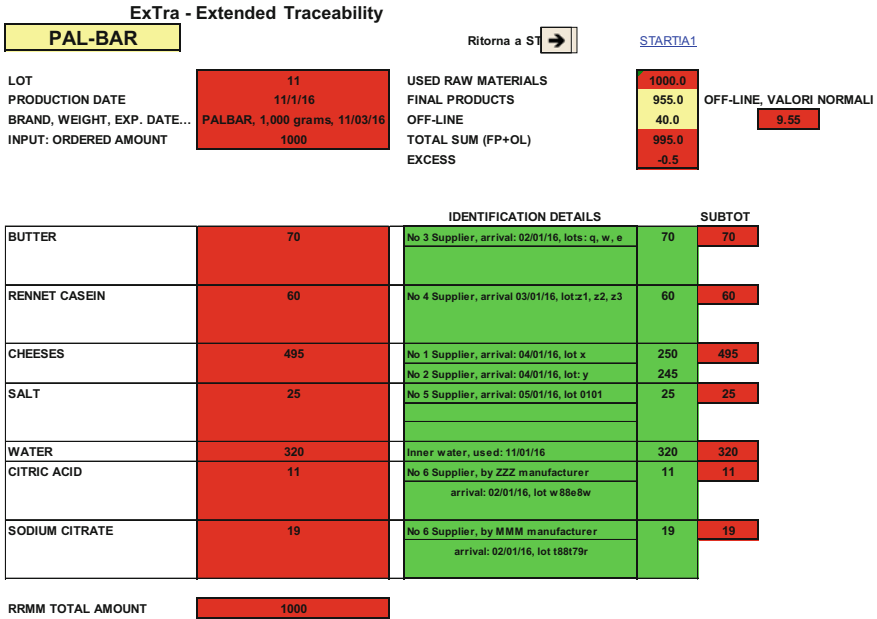 ExTra - Extended Traceability
PAL-BAR
Ritorna a ST
START!A1
LOT 11 USED RAW MATERIALS 1000.0
PRODUCTION DATE 11/1/16 FINAL PRODUCTS 955.0 OFF-LINE, VALORI NORMALI
BRAND, WEIGHT, EXP. DATE... PALBAR, 1,000 grams, 11/03/16 OFF-LINE 40.0 9.55
INPUT: ORDERED AMOUNT 1000 TOTAL SUM (FP+OL) 995.0
EXCESS -0.5
IDENTIFICATION DETAILS SUBTOT
BUTTER 70 No 3 Supplier, arrival: 02/01/16, lots: q, w, e 70 70
RENNET CASEIN 60 No 4 Supplier, arrival 03/01/16, lot:z1, z2, z3 60 60
CHEESES 495 No 1 Supplier, arrival: 04/01/16, lot x 250 495
No 2 Supplier, arrival: 04/01/16, lot: y 245
SALT 25 No 5 Supplier, arrival: 05/01/16, lot 0101 25 25
WATER 320 Inner water, used: 11/01/16 320 320
CITRIC ACID 11 No 6 Supplier, by ZZZ manufacturer 11 11
arrival: 02/01/16, lot w88e8w
SODIUM CITRATE 19 No 6 Supplier, by MMM manufacturer 19 19
arrival: 02/01/16, lot t88t79r
RRMM TOTAL AMOUNT 1000